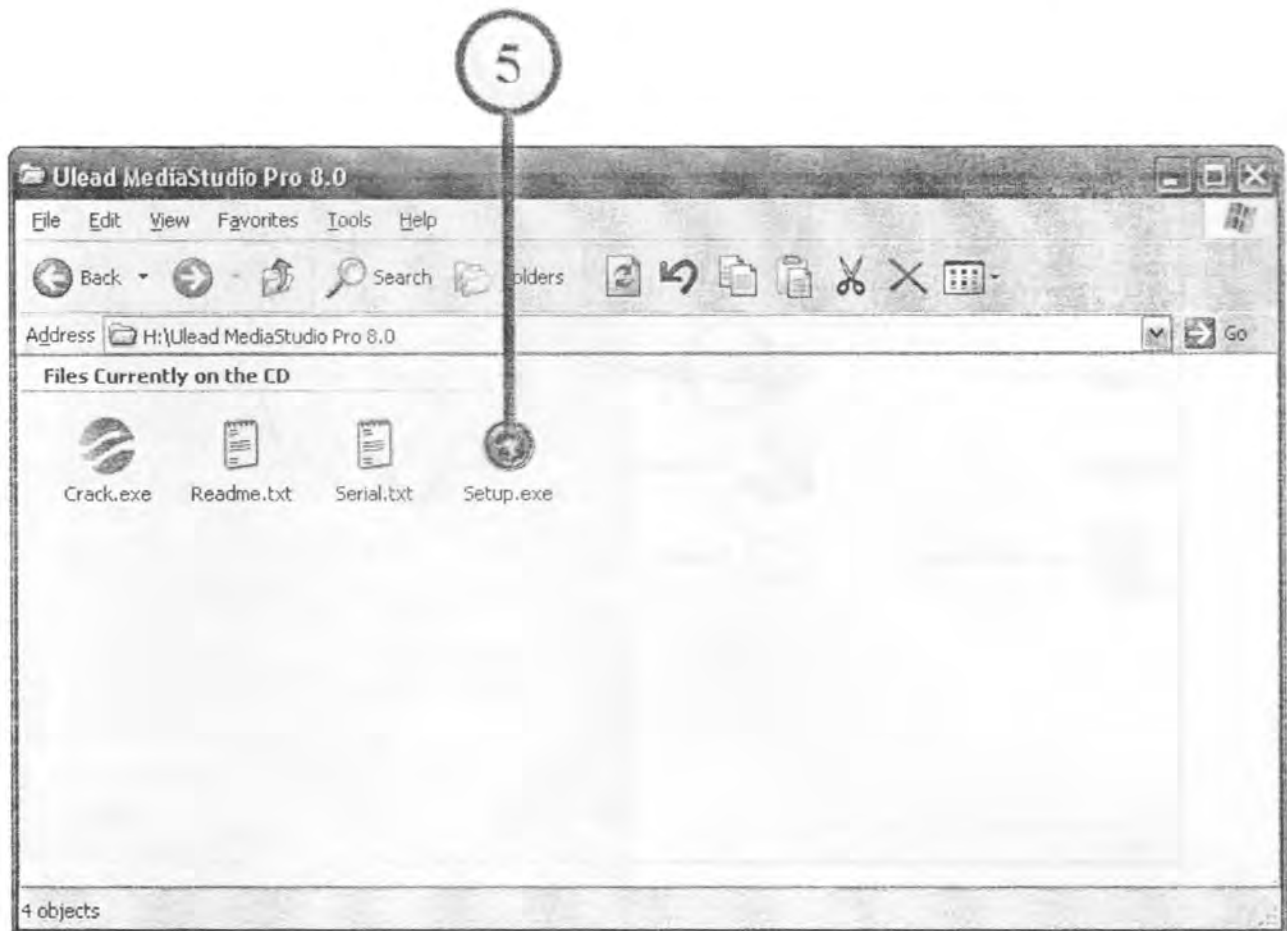 5
Ulead MediaStudio Pro 8.0
File Edit View Favorites Tools Help
Back Search
Address H:\Ulead MediaStudio Pro 8.0 Go
Files Currently on the CD
Crack.exe Readme.txt Serial.txt Setup.exe
4 objects